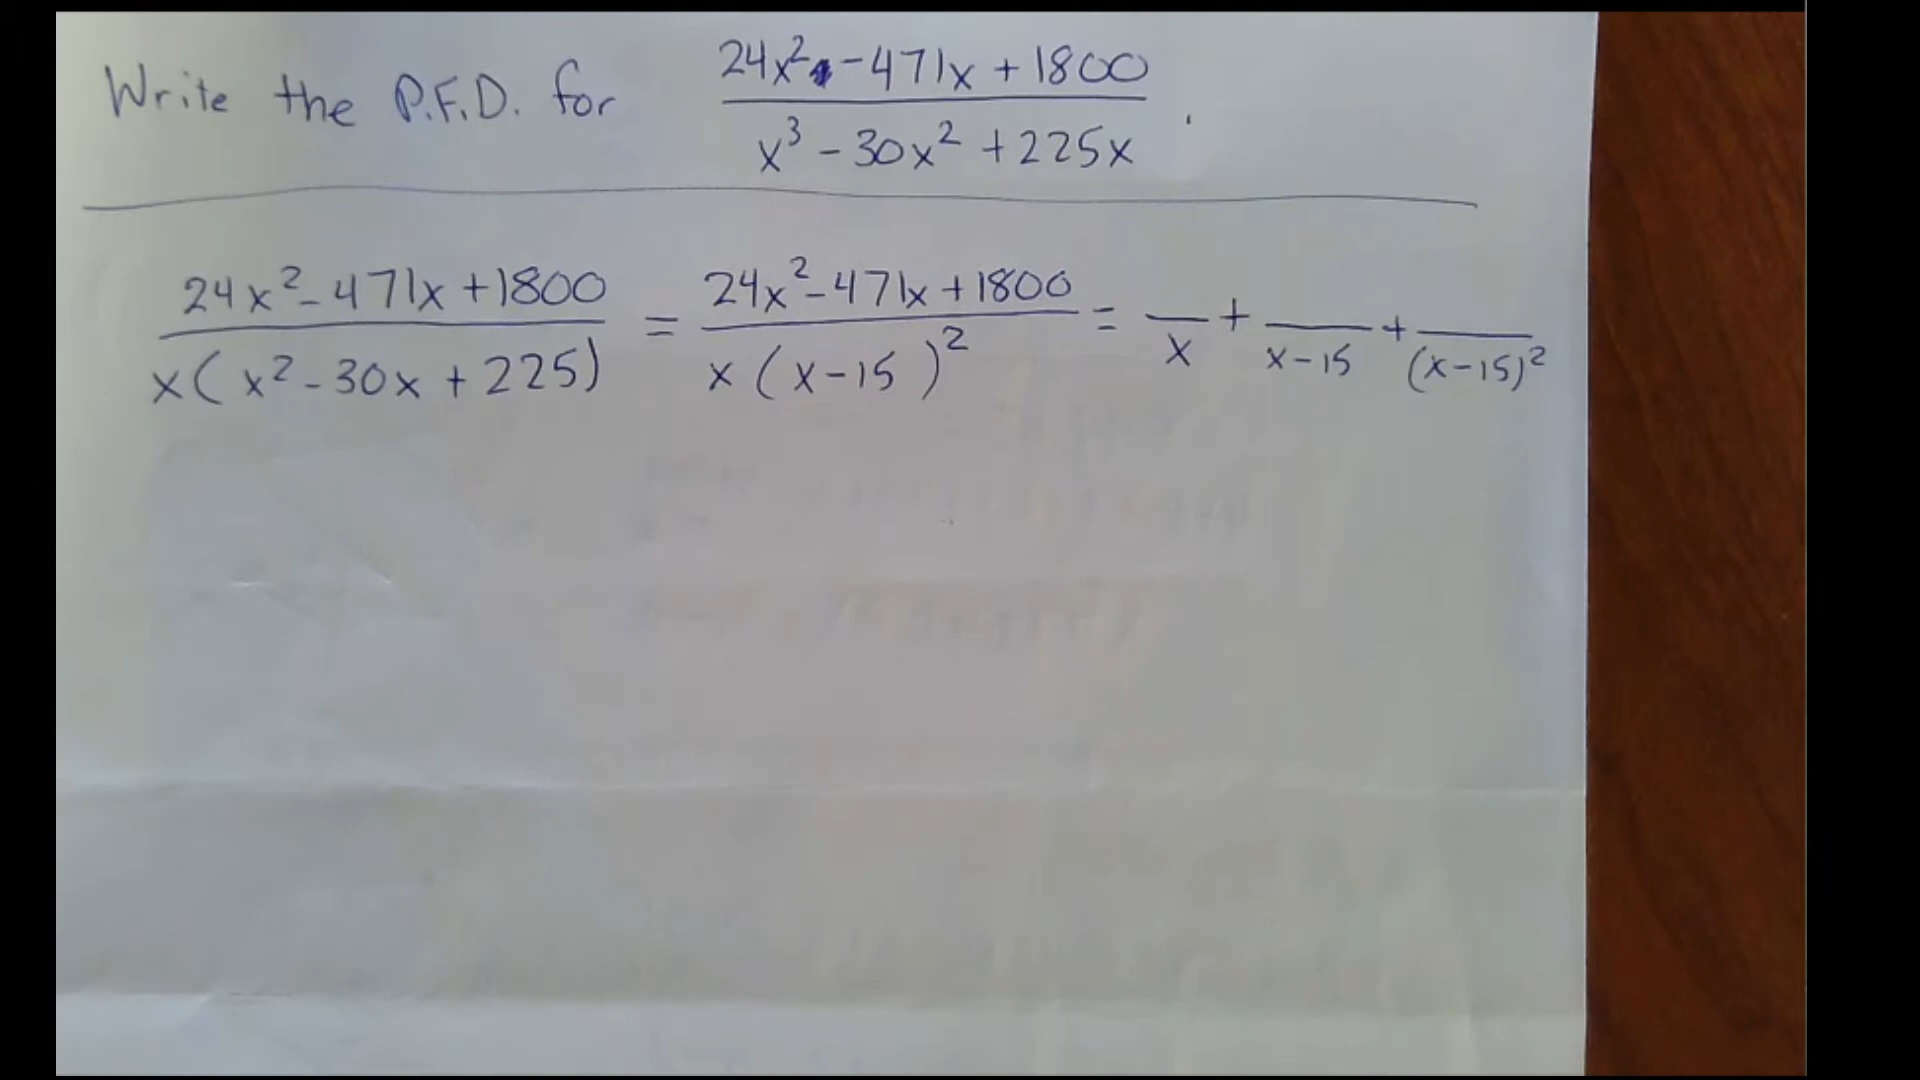 Write the P.F.D. for (24x² - 471x + 1800)/(x³ - 30x² + 225x).
(24x² - 471x + 1800)/(x(x² - 30x + 225)) = (24x² - 471x + 1800)/(x(x - 15)²) = —/x + —/(x - 15) + —/(x - 15)²